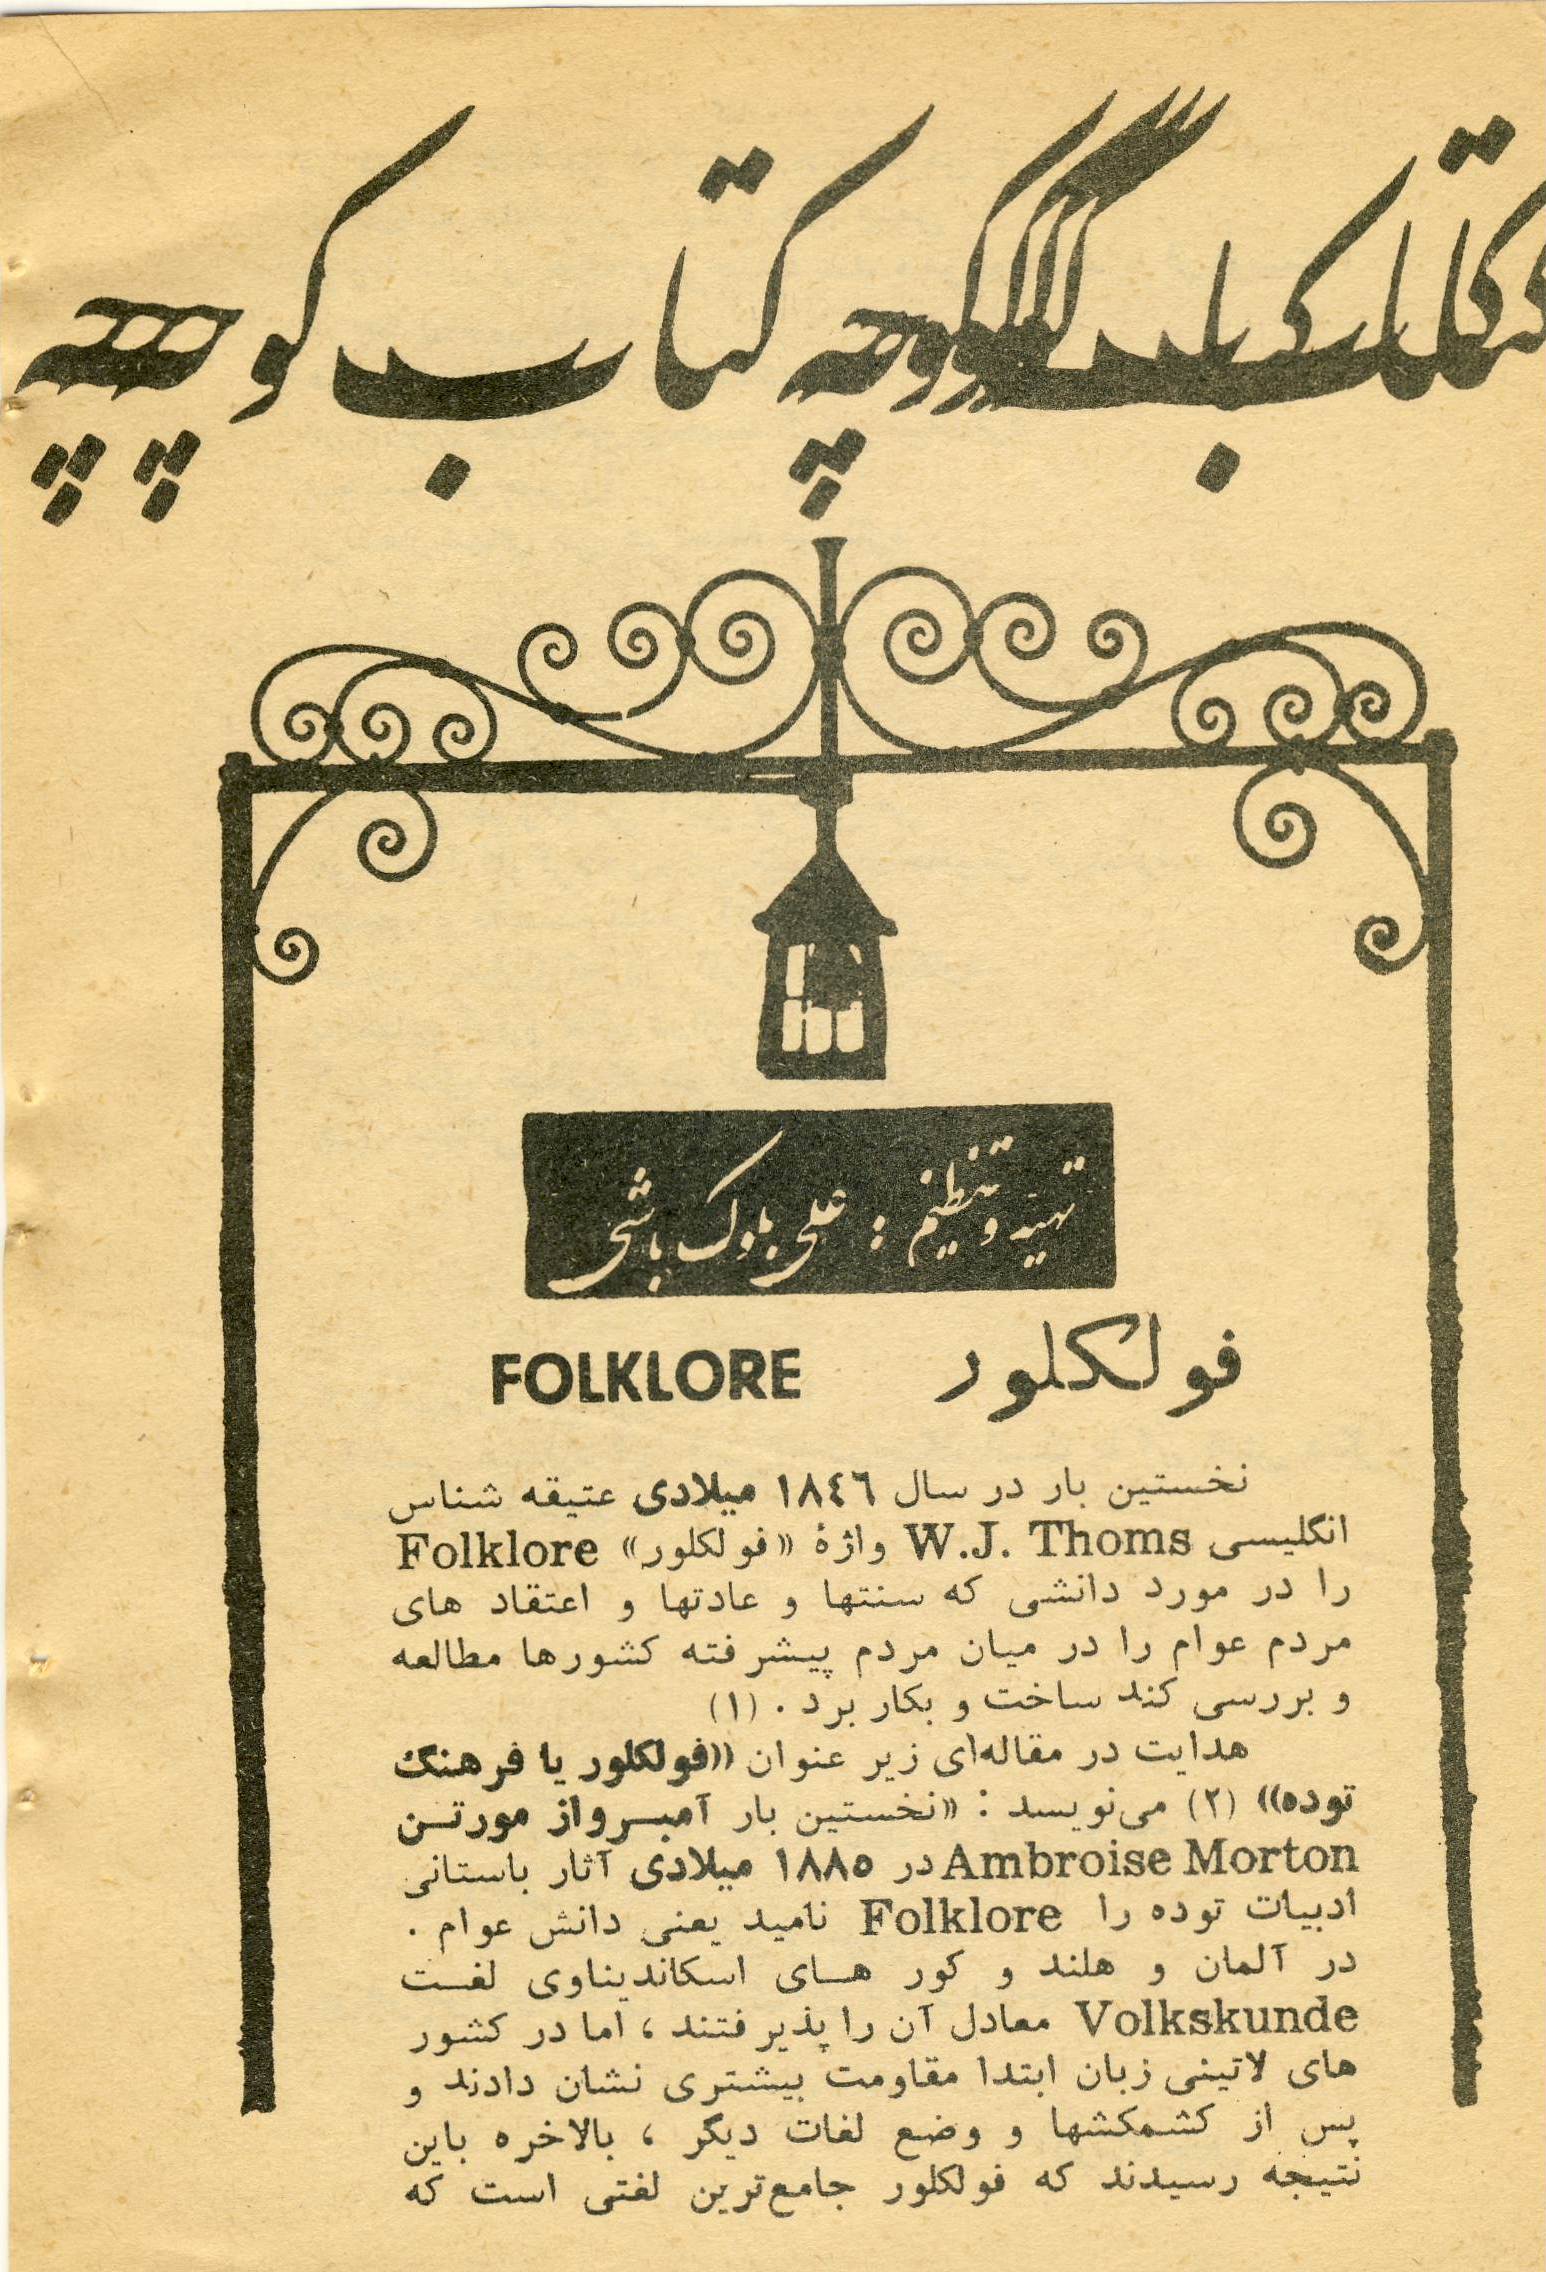 کتاب کوچه کتاب کوچه
تهیه و تنظیم : علی بلوک باشی
فولکلور FOLKLORE
نخستین بار در سال ۱۸٤٦ میلادی عتیقه شناس
انگلیسی W.J. Thoms واژهٔ «فولکلور» Folklore
را در مورد دانشی که سنتها و عادتها و اعتقاد های
مردم عوام را در میان مردم پیشرفته کشورها مطالعه
و بررسی کند ساخت و بکار برد . (۱)
هدایت در مقاله‌ای زیر عنوان «فولکلور یا فرهنگ
توده» (۲) می‌نویسد : «نخستین بار آمبرواز مورتن
Ambroise Morton در ۱۸۸٥ میلادی آثار باستانی
ادبیات توده را Folklore نامید یعنی دانش عوام .
در آلمان و هلند و کور های اسکاندیناوی لغت
Volkskunde معادل آن را پذیرفتند ، اما در کشور
های لاتینی زبان ابتدا مقاومت بیشتری نشان دادند و
پس از کشمکشها و وضع لغات دیگر ، بالاخره باین
نتیجه رسیدند که فولکلور جامع‌ترین لغتی است که